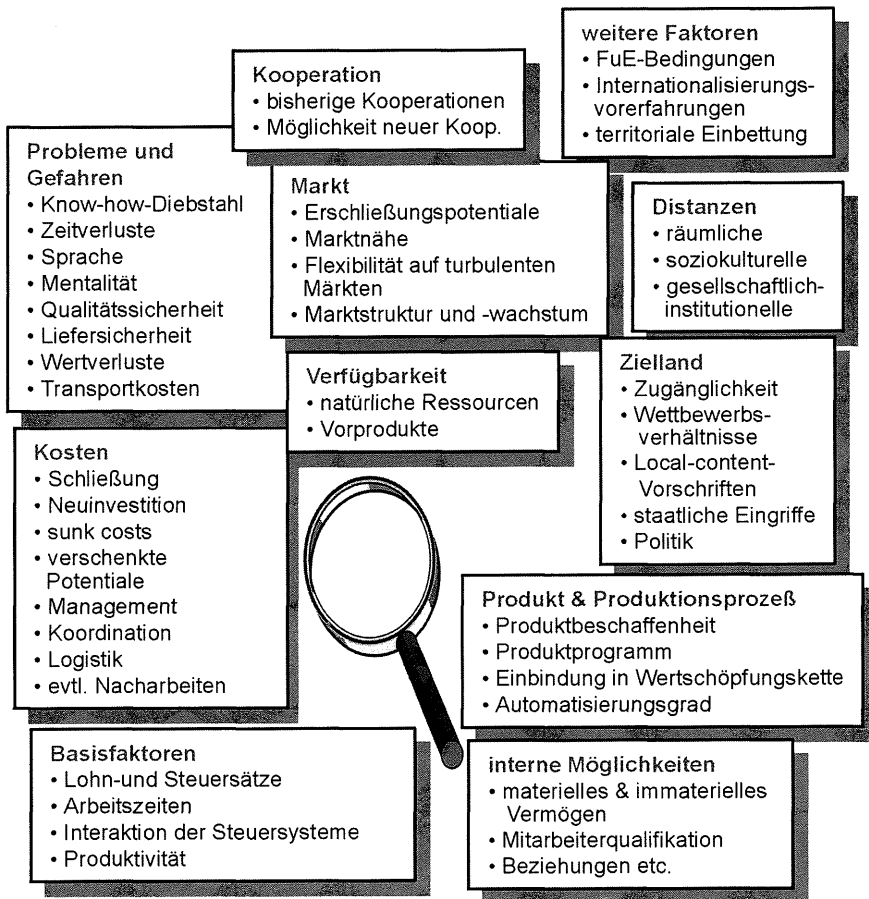 weitere Faktoren
• FuE-Bedingungen
• Internationalisierungs-
vorerfahrungen
• territoriale Einbettung
Kooperation
• bisherige Kooperationen
• Möglichkeit neuer Koop.
Probleme und
Gefahren
• Know-how-Diebstahl
• Zeitverluste
• Sprache
• Mentalität
• Qualitätssicherheit
• Liefersicherheit
• Wertverluste
• Transportkosten
Markt
• Erschließungspotentiale
• Marktnähe
• Flexibilität auf turbulenten
Märkten
• Marktstruktur und -wachstum
Distanzen
• räumliche
• soziokulturelle
• gesellschaftlich-
institutionelle
Verfügbarkeit
• natürliche Ressourcen
• Vorprodukte
Zielland
• Zugänglichkeit
• Wettbewerbs-
verhältnisse
• Local-content-
Vorschriften
• staatliche Eingriffe
• Politik
Kosten
• Schließung
• Neuinvestition
• sunk costs
• verschenkte
Potentiale
• Management
• Koordination
• Logistik
• evtl. Nacharbeiten
Produkt & Produktionsprozeß
• Produktbeschaffenheit
• Produktprogramm
• Einbindung in Wertschöpfungskette
• Automatisierungsgrad
Basisfaktoren
• Lohn-und Steuersätze
• Arbeitszeiten
• Interaktion der Steuersysteme
• Produktivität
interne Möglichkeiten
• materielles & immaterielles
Vermögen
• Mitarbeiterqualifikation
• Beziehungen etc.